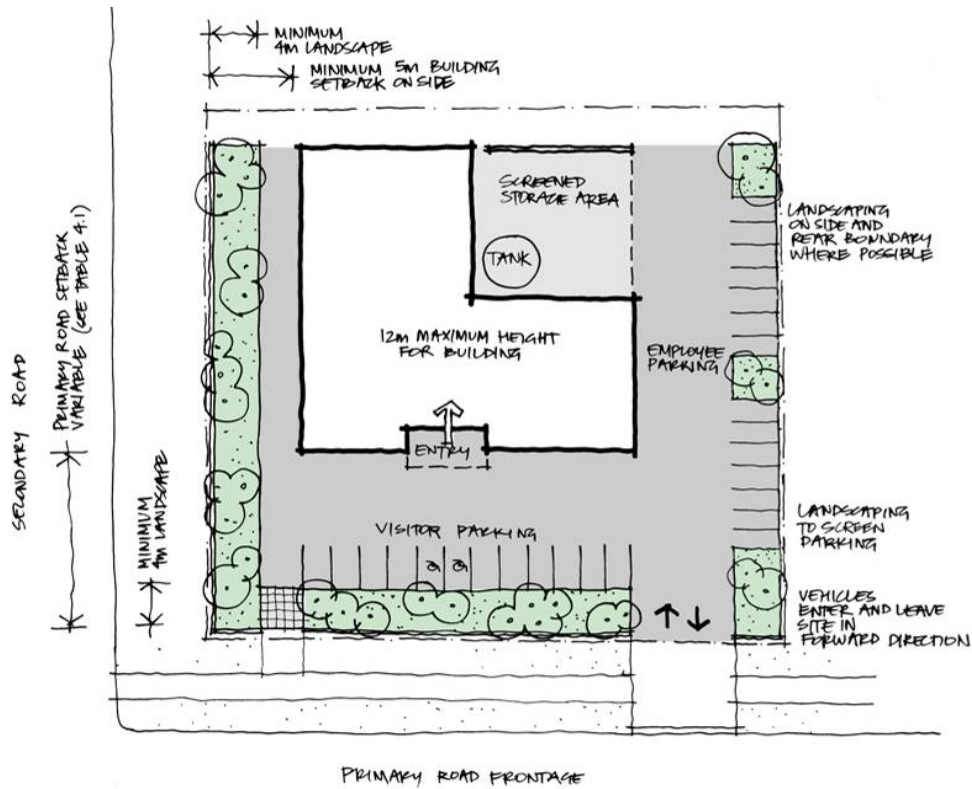 MINIMUM
4M LANDSCAPE
MINIMUM 5M BUILDING
SETBACK ON SIDE
SCREENED
STORAGE AREA
TANK
LANDSCAPING
ON SIDE AND
REAR BOUNDARY
WHERE POSSIBLE
PRIMARY ROAD SETBACK
VARIABLE (SEE TABLE 4.1)
12m MAXIMUM HEIGHT
FOR BUILDING
EMPLOYEE
PARKING
SECONDARY ROAD
ENTRY
MINIMUM
4M LANDSCAPE
VISITOR PARKING
LANDSCAPING
TO SCREEN
PARKING
VEHICLES
ENTER AND LEAVE
SITE IN
FORWARD DIRECTION
PRIMARY ROAD FRONTAGE